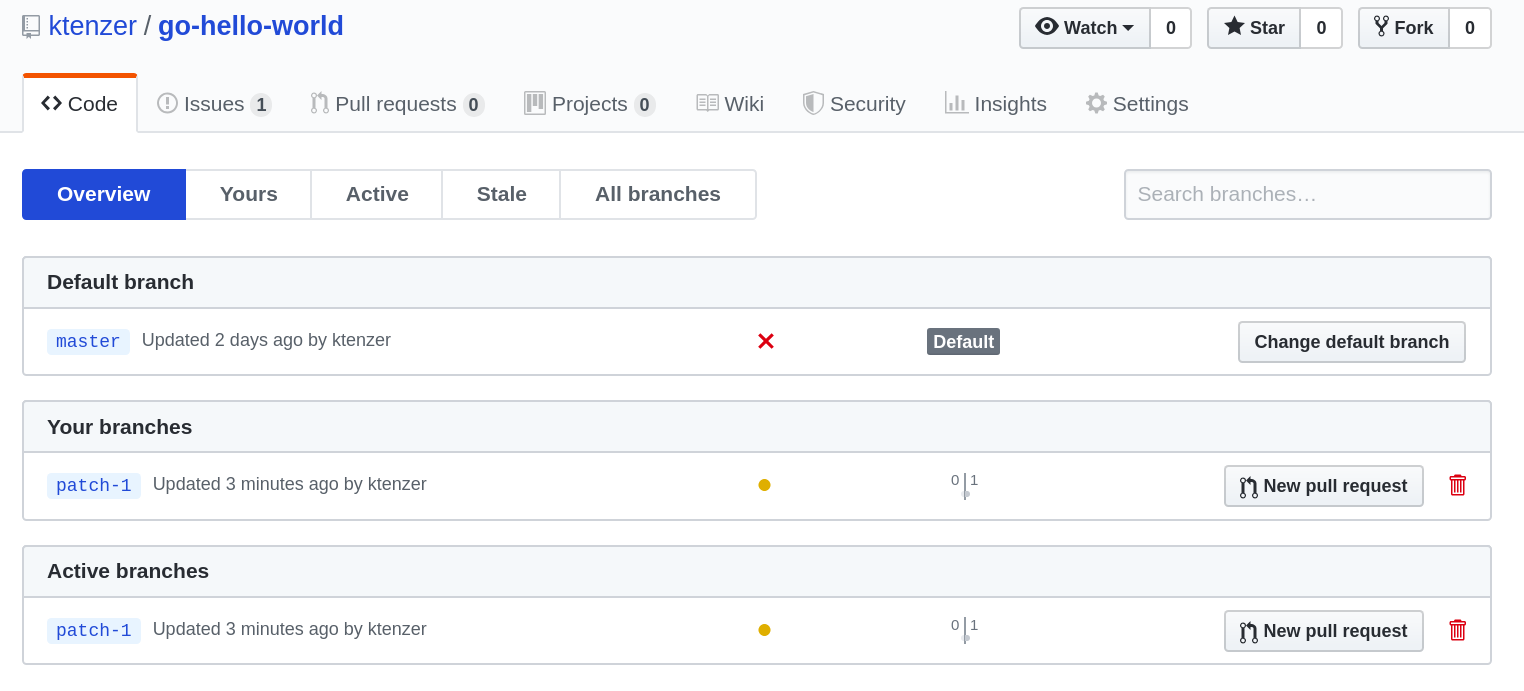 ktenzer / go-hello-world
Watch 0 Star 0 Fork 0
Code Issues 1 Pull requests 0 Projects 0 Wiki Security Insights Settings
Overview Yours Active Stale All branches Search branches…
Default branch
master Updated 2 days ago by ktenzer Default Change default branch
Your branches
patch-1 Updated 3 minutes ago by ktenzer 0 1 New pull request
Active branches
patch-1 Updated 3 minutes ago by ktenzer 0 1 New pull request